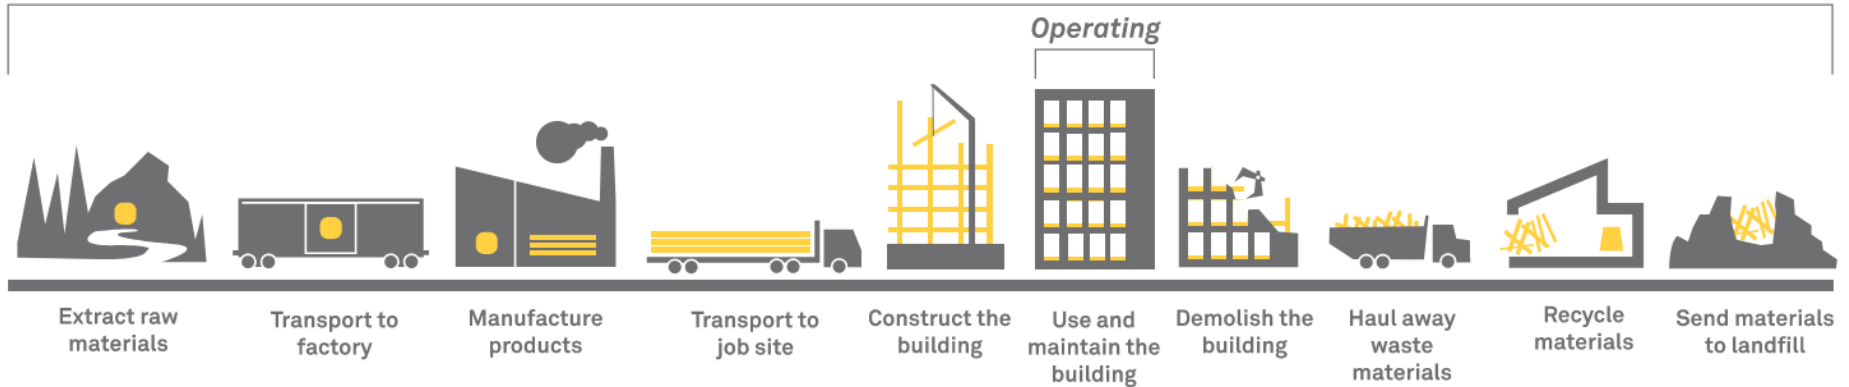 Operating
Extract raw
materials
Transport to
factory
Manufacture
products
Transport to
job site
Construct the
building
Use and
maintain the
building
Demolish the
building
Haul away
waste
materials
Recycle
materials
Send materials
to landfill